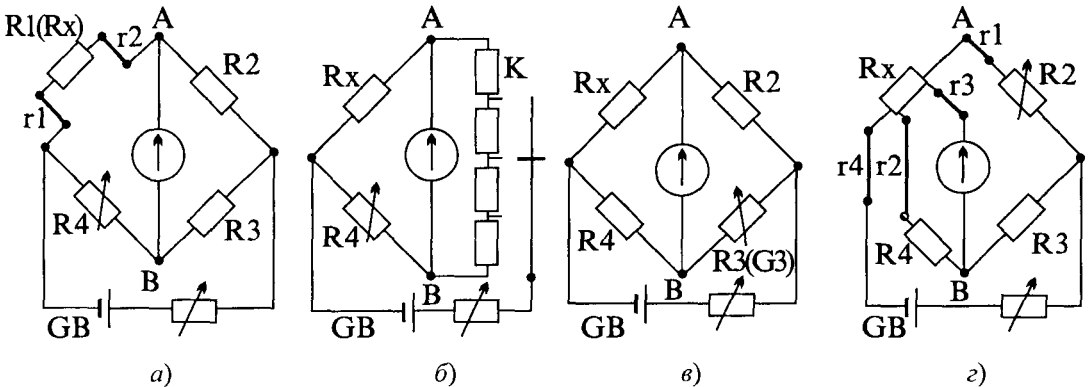 A
R1(Rx)
r2
R2
r1
R4
R3
B
GB
а)
A
K
Rx
R4
B
GB
б)
A
Rx
R2
R4
R3(G3)
B
GB
в)
A
r1
Rx
r3
R2
r4
r2
R4
R3
B
GB
г)